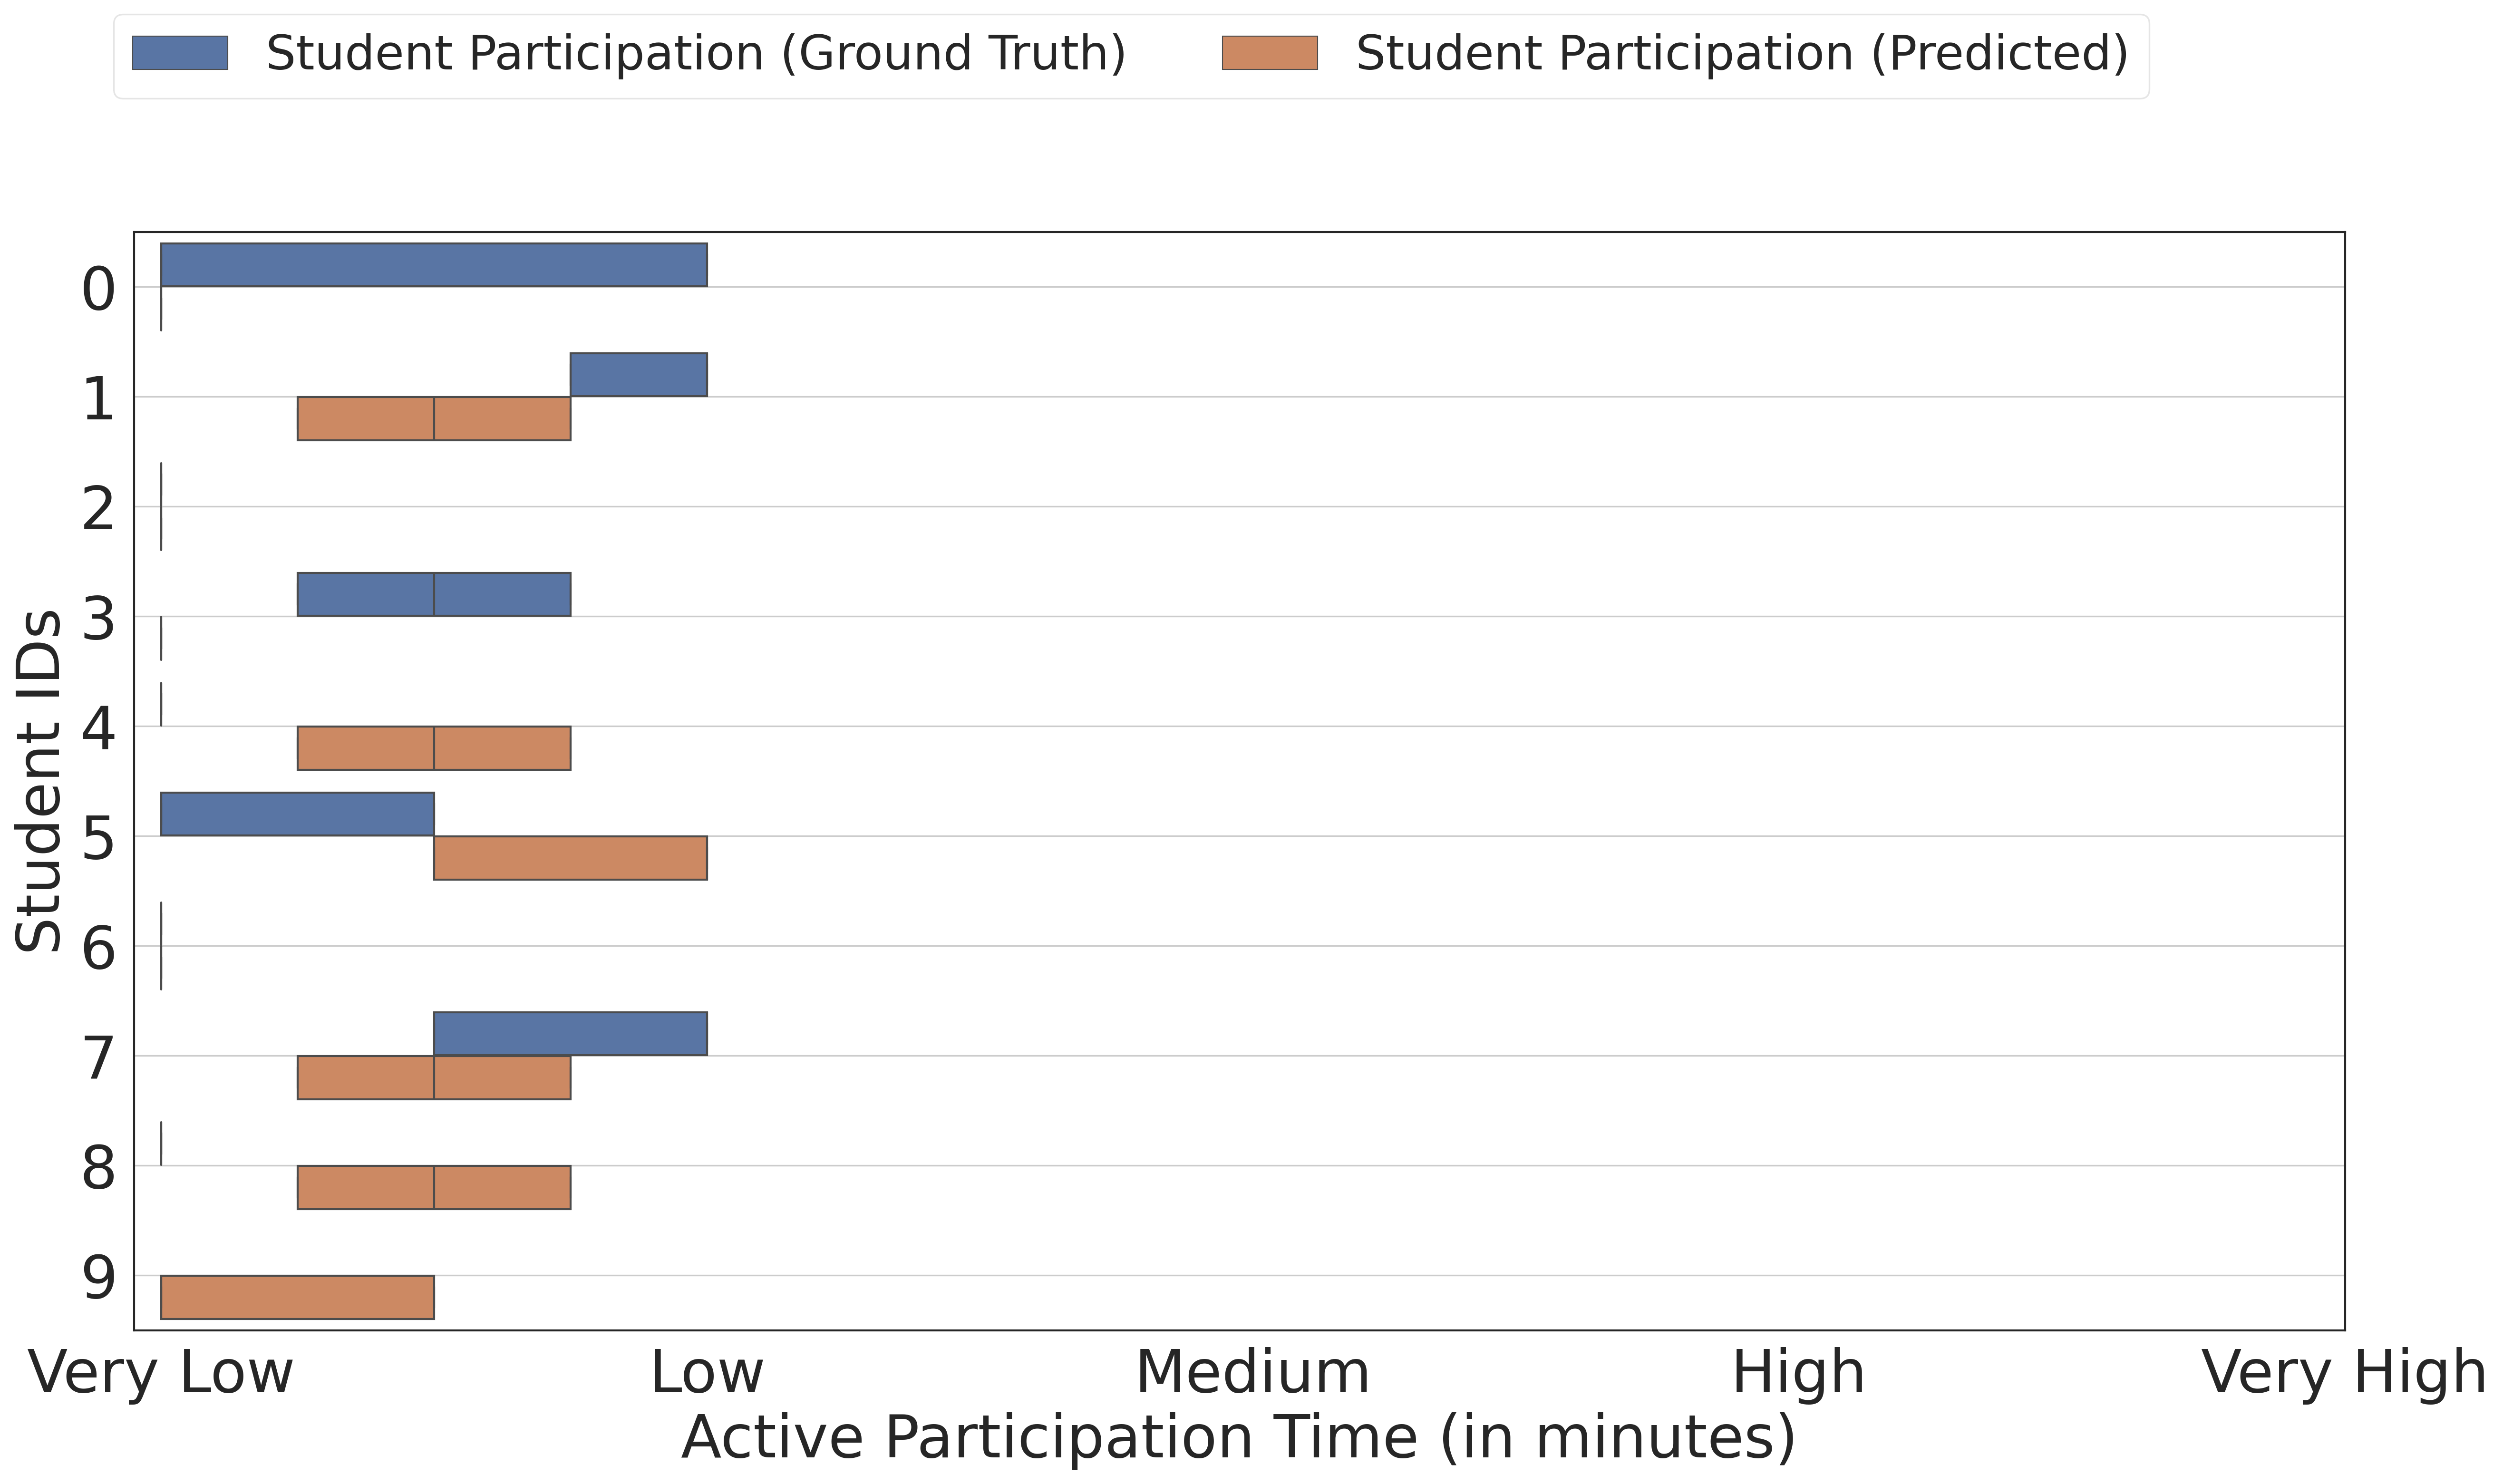 Student Participation (Ground Truth) Student Participation (Predicted)
Student IDs
0
1
2
3
4
5
6
7
8
9
Very Low Low Medium High Very High
Active Participation Time (in minutes)